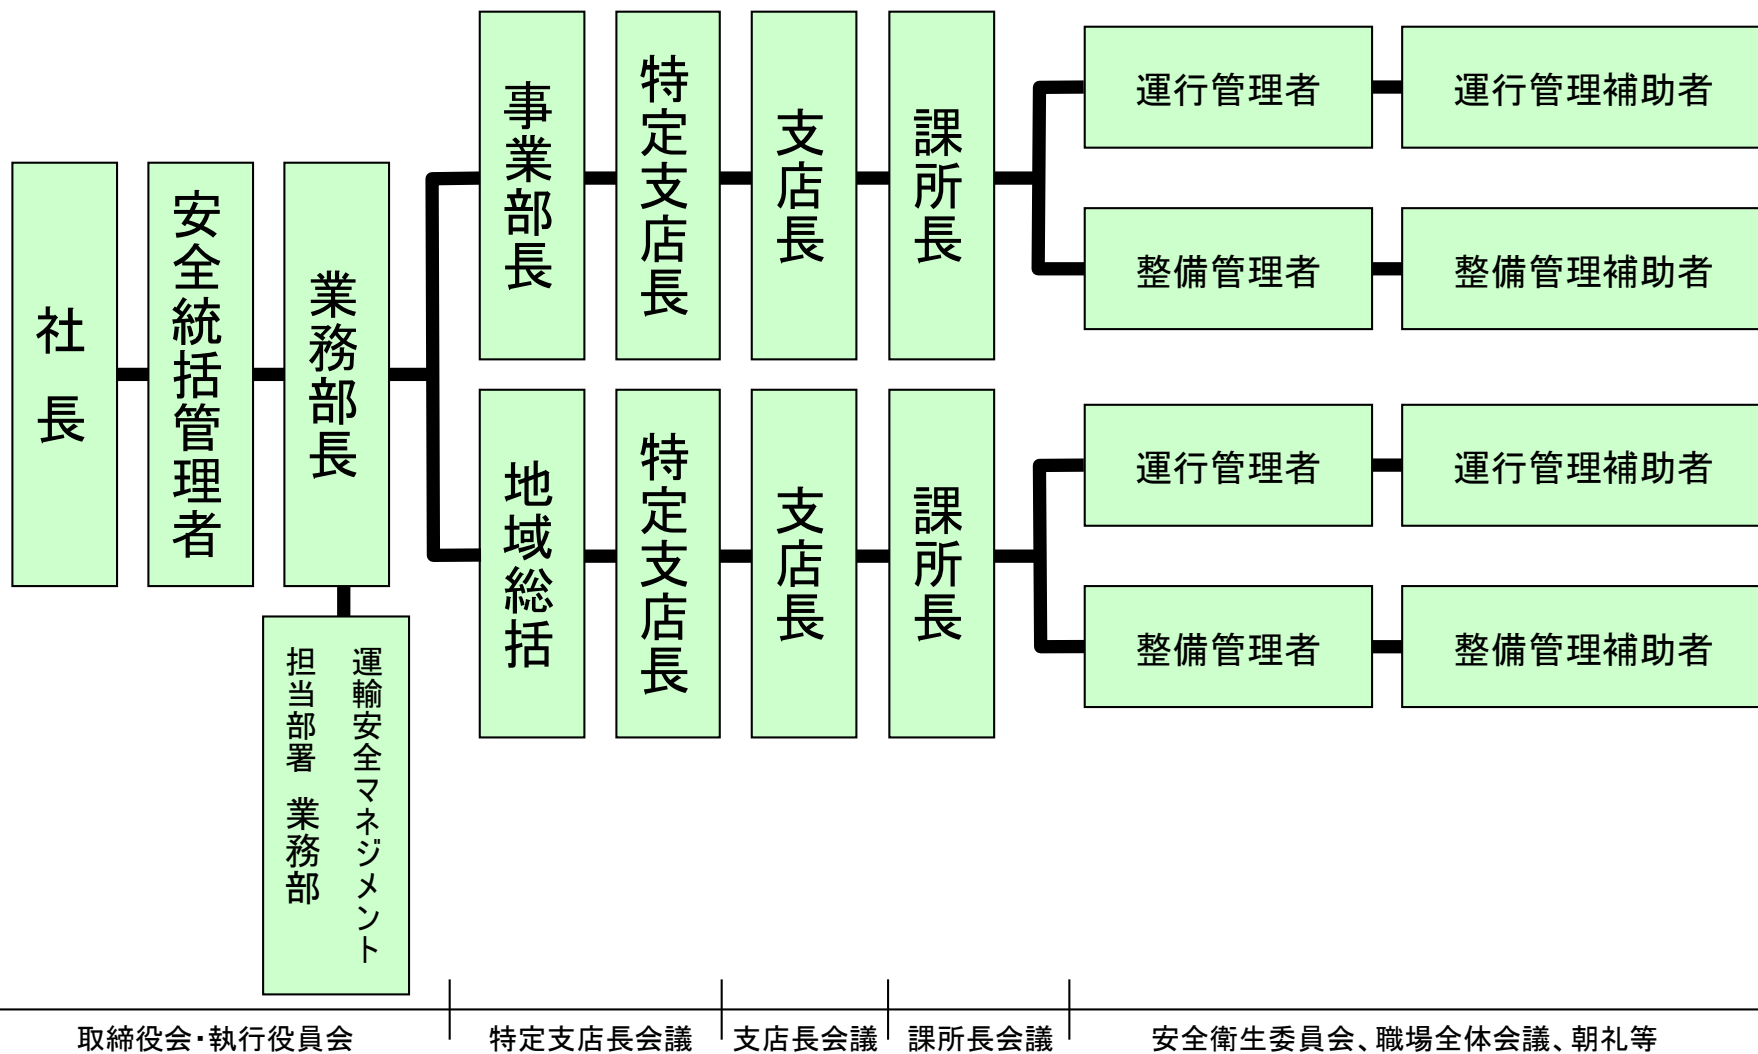 社長
安全統括管理者
業務部長
運輸安全マネジメント
担当部署 業務部
事業部長
特定支店長
支店長
課所長
運行管理者
運行管理補助者
整備管理者
整備管理補助者
地域総括
特定支店長
支店長
課所長
運行管理者
運行管理補助者
整備管理者
整備管理補助者
取締役会・執行役員会
特定支店長会議
支店長会議
課所長会議
安全衛生委員会、職場全体会議、朝礼等